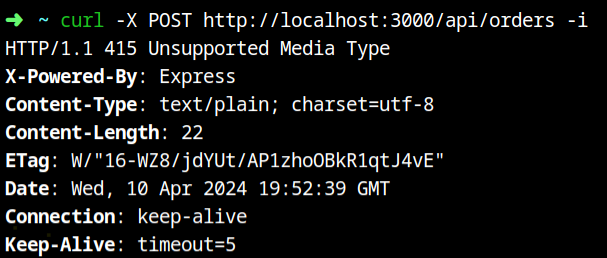 ➜ ~ curl -X POST http://localhost:3000/api/orders -i
HTTP/1.1 415 Unsupported Media Type
X-Powered-By: Express
Content-Type: text/plain; charset=utf-8
Content-Length: 22
ETag: W/"16-WZ8/jdYUt/AP1zhoOBkR1qtJ4vE"
Date: Wed, 10 Apr 2024 19:52:39 GMT
Connection: keep-alive
Keep-Alive: timeout=5